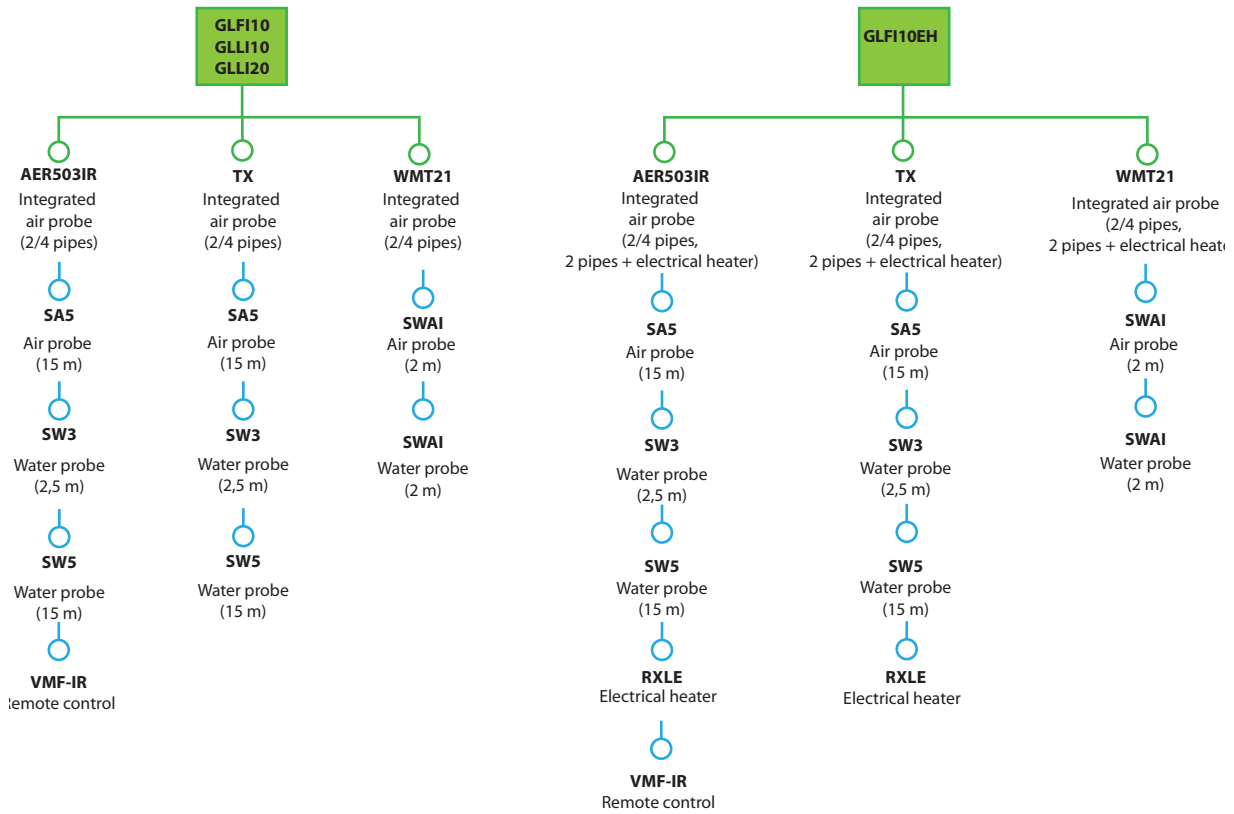 GLFI10
GLLI10
GLLI20
AER503IR
Integrated
air probe
(2/4 pipes)
SA5
Air probe
(15 m)
SW3
Water probe
(2,5 m)
SW5
Water probe
(15 m)
VMF-IR
Remote control
TX
Integrated
air probe
(2/4 pipes)
SA5
Air probe
(15 m)
SW3
Water probe
(2,5 m)
SW5
Water probe
(15 m)
WMT21
Integrated
air probe
(2/4 pipes)
SWAI
Air probe
(2 m)
SWAI
Water probe
(2 m)
GLFI10EH
AER503IR
Integrated
air probe
(2/4 pipes,
2 pipes + electrical heater)
SA5
Air probe
(15 m)
SW3
Water probe
(2,5 m)
SW5
Water probe
(15 m)
RXLE
Electrical heater
VMF-IR
Remote control
TX
Integrated
air probe
(2/4 pipes,
2 pipes + electrical heater)
SA5
Air probe
(15 m)
SW3
Water probe
(2,5 m)
SW5
Water probe
(15 m)
RXLE
Electrical heater
WMT21
Integrated air probe
(2/4 pipes,
2 pipes + electrical heate
SWAI
Air probe
(2 m)
SWAI
Water probe
(2 m)